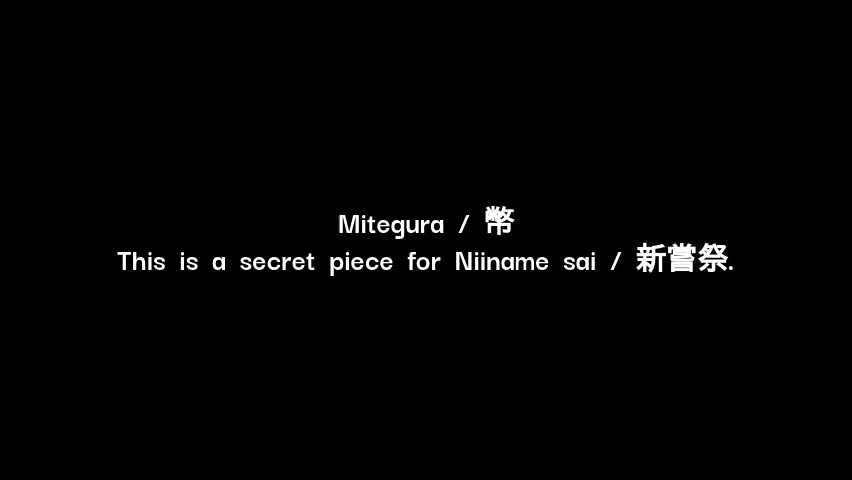 Mitegura / 幣
This is a secret piece for Niiname sai / 新嘗祭.